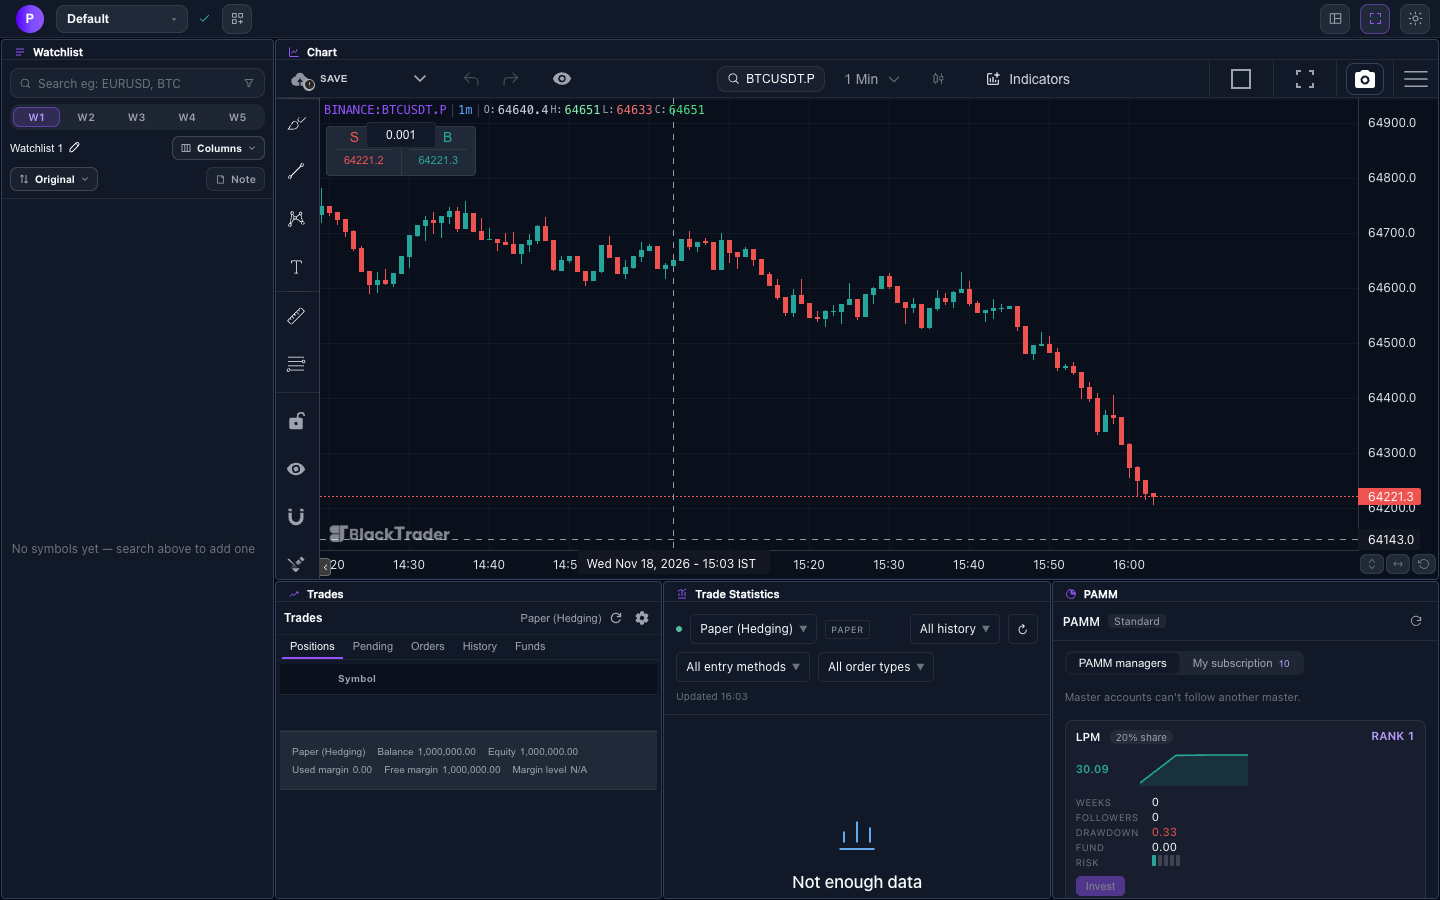 P Default
Watchlist
Search eg: EURUSD, BTC
W1 W2 W3 W4 W5
Watchlist 1 Columns
Original Note
No symbols yet — search above to add one
Chart
SAVE BTCUSDT.P 1 Min Indicators
BINANCE:BTCUSDT.P 1m O: 64640.4 H: 64651 L: 64633 C: 64651
S 0.001 B
64221.2 64221.3
64900.0
64800.0
64700.0
64600.0
64500.0
64400.0
64300.0
64221.3
64200.0
64143.0
BlackTrader
20 14:30 14:40 14:5 Wed Nov 18, 2026 - 15:03 IST 15:20 15:30 15:40 15:50 16:00
Trades
Trades Paper (Hedging)
Positions Pending Orders History Funds
Symbol
Paper (Hedging) Balance 1,000,000.00 Equity 1,000,000.00
Used margin 0.00 Free margin 1,000,000.00 Margin level N/A
Trade Statistics
Paper (Hedging) PAPER All history
All entry methods All order types
Updated 16:03
Not enough data
PAMM
PAMM Standard
PAMM managers My subscription 10
Master accounts can't follow another master.
LPM 20% share RANK 1
30.09
WEEKS 0
FOLLOWERS 0
DRAWDOWN 0.33
FUND 0.00
RISK
Invest